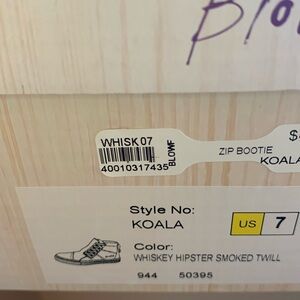 Blow
WHISK 07
40010317435
BLOWF
ZIP BOOTIE
$
KOALA
Style No:
KOALA
US 7
Color:
WHISKEY HIPSTER SMOKED TWILL
944 50395